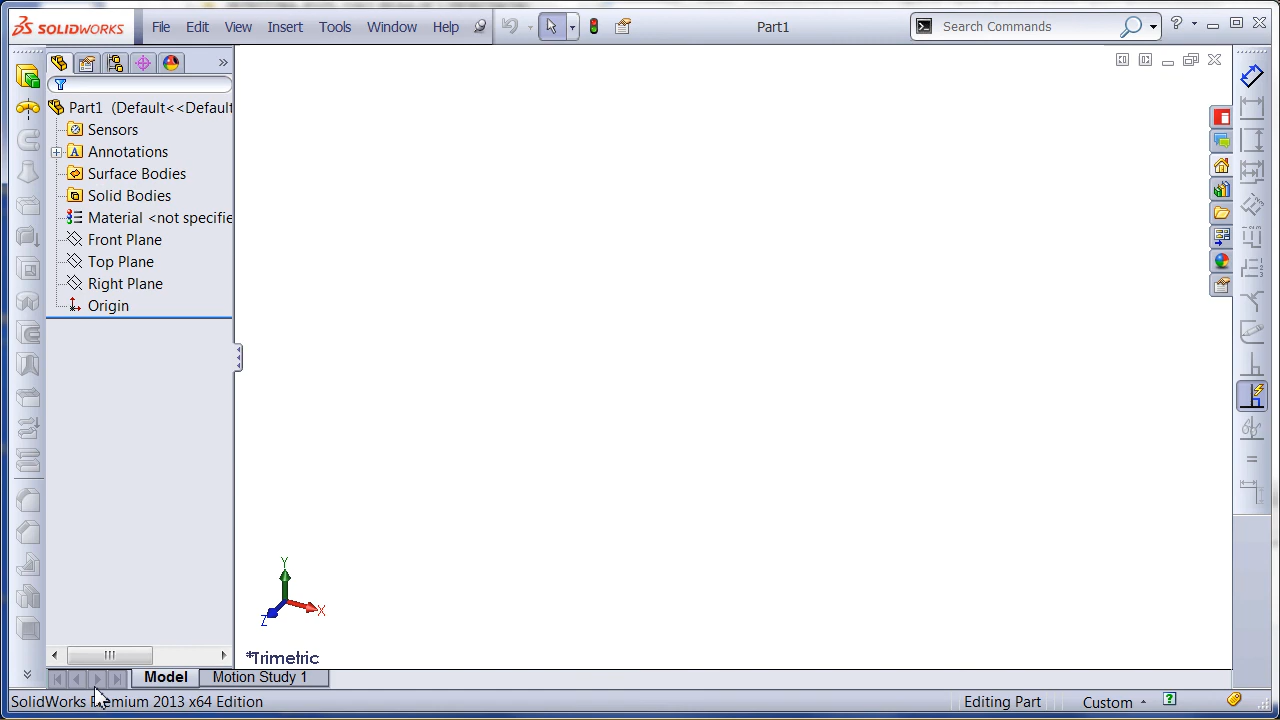 SOLIDWORKS File Edit View Insert Tools Window Help Part1 Search Commands ?
Part1 (Default<<Default
Sensors
Annotations
Surface Bodies
Solid Bodies
Material <not specifie
Front Plane
Top Plane
Right Plane
Origin
Y
X
Z
*Trimetric
Model Motion Study 1
SolidWorks Premium 2013 x64 Edition Editing Part Custom ?